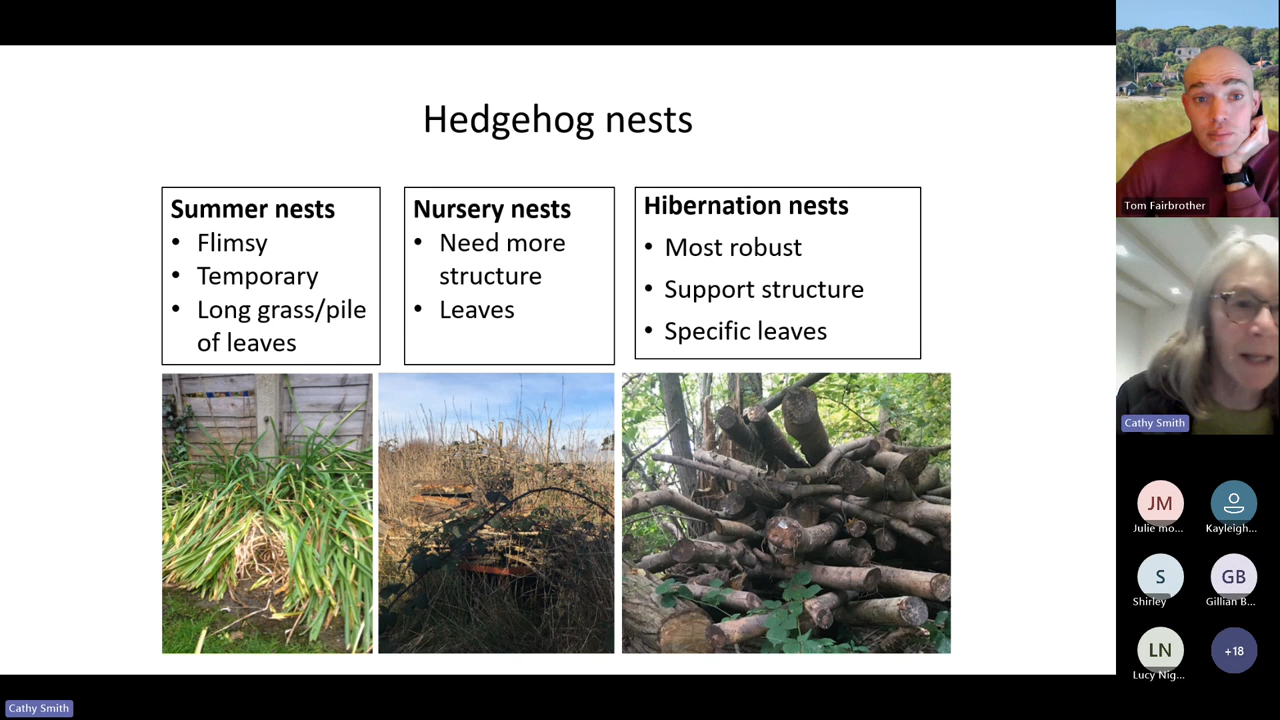 Hedgehog nests
Summer nests
• Flimsy
• Temporary
• Long grass/pile
of leaves
Nursery nests
• Need more
structure
• Leaves
Hibernation nests
• Most robust
• Support structure
• Specific leaves
Tom Fairbrother
Cathy Smith
JM
Julie mo...
Kayleigh...
S
Shirley
GB
Gillian B...
LN
Lucy Nig...
+18
Cathy Smith